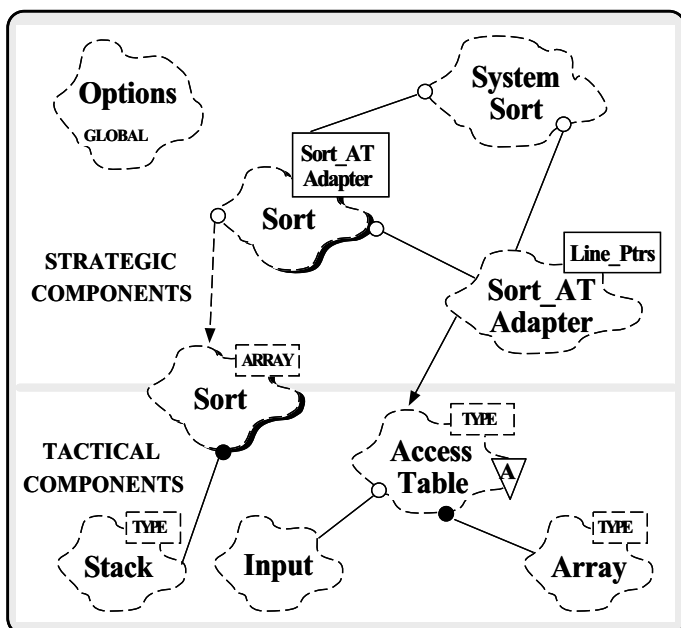 Options
GLOBAL
System
Sort
Sort_AT
Adapter
Sort
Line_Ptrs
STRATEGIC
COMPONENTS
Sort_AT
Adapter
ARRAY
Sort
TYPE
Access
Table
A
TACTICAL
COMPONENTS
TYPE
Stack
Input
TYPE
Array